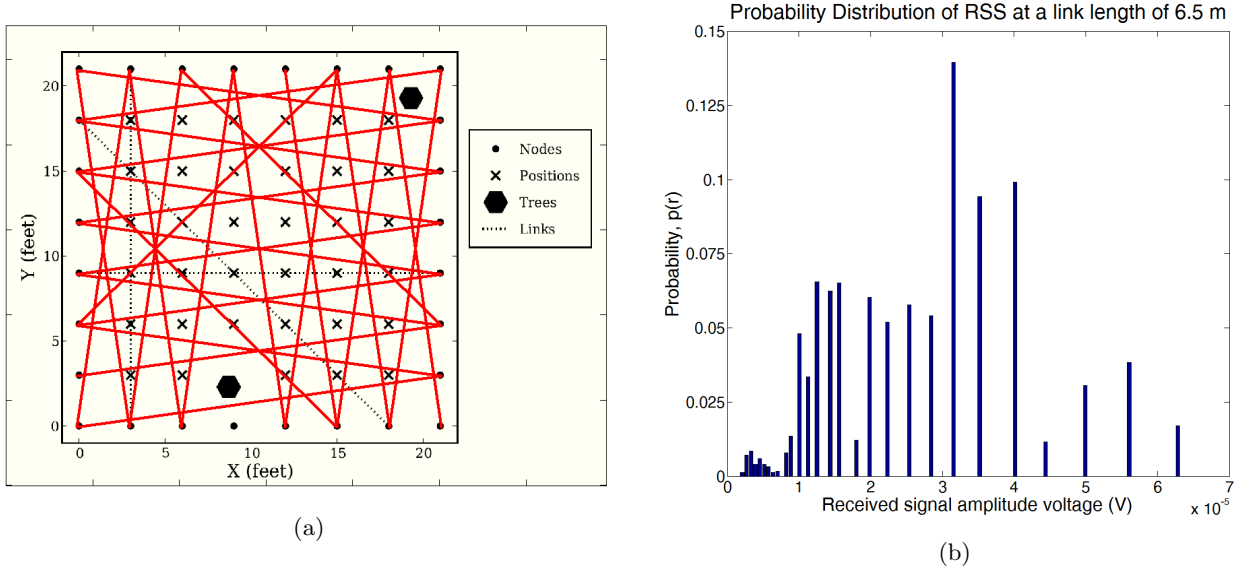 20
15
10
5
0
Y (feet)
0
5
10
15
20
X (feet)
Nodes
Positions
Trees
Links
(a)
Probability Distribution of RSS at a link length of 6.5 m
0.15
0.125
0.1
0.075
0.05
0.025
0
Probability, p(r)
0
1
2
3
4
5
6
7
Received signal amplitude voltage (V)
x 10⁻⁵
(b)